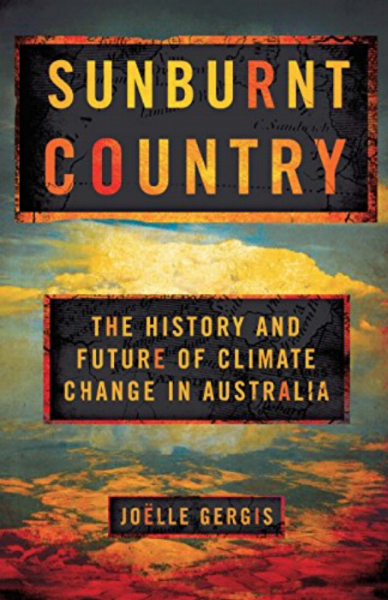 SUNBURNT
COUNTRY
THE HISTORY AND
FUTURE OF CLIMATE
CHANGE IN AUSTRALIA
JOËLLE GERGIS